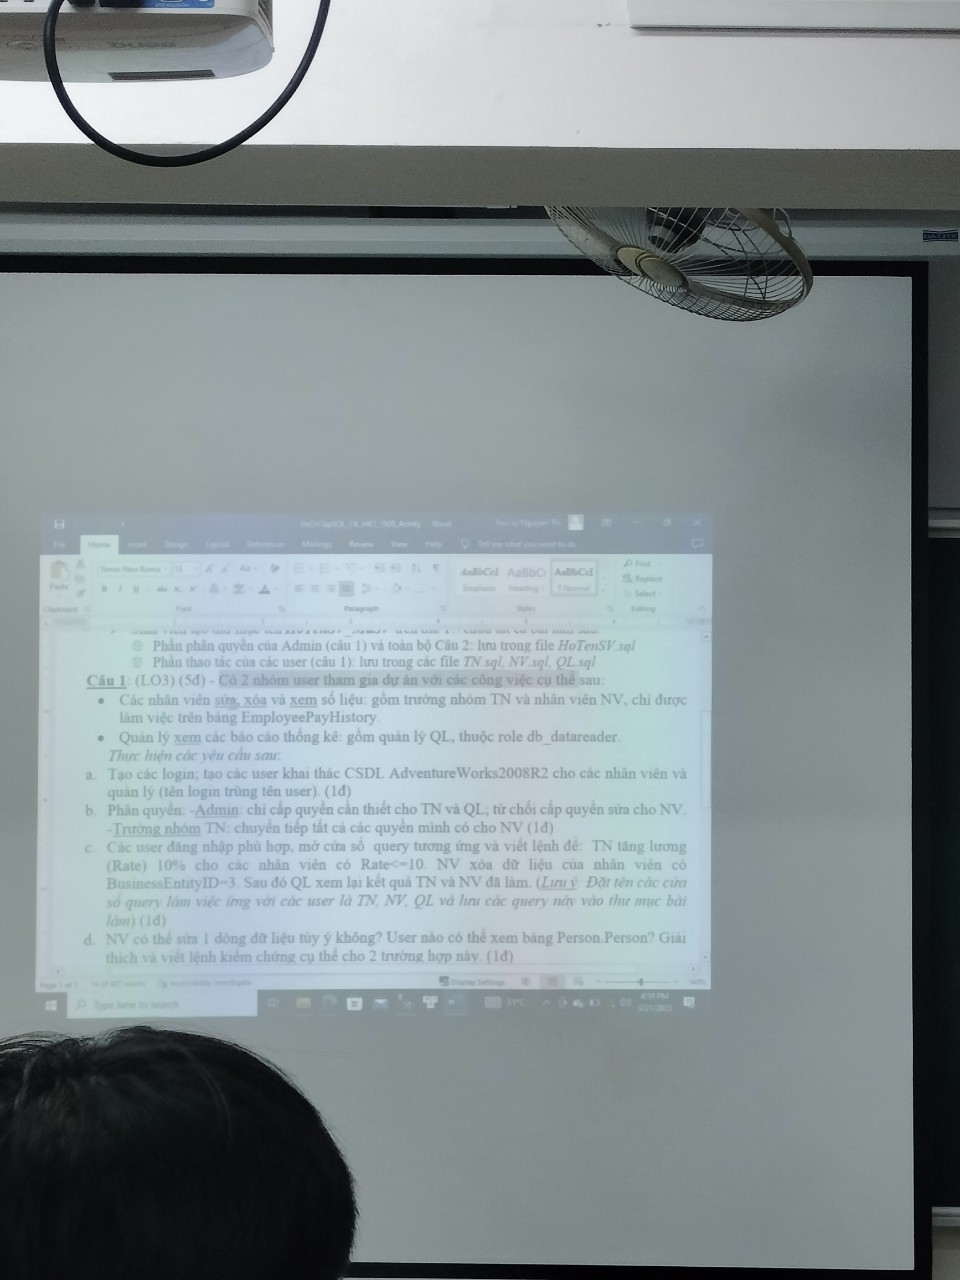 BenQ
Word
File Home Insert Design Layout References Mailings Review View Help Tell me what you want to do
Times New Roman
Find
Paste
AaBbCcI AaBbC AaBbCcI
Replace
Emphasis Heading 1 ¶ Normal
Select
Clipboard Font Paragraph Styles Editing
Phần phân quyền của Admin (câu 1) và toàn bộ Câu 2: lưu trong file HoTenSV.sql
Phần thao tác của các user (câu 1): lưu trong các file TN.sql, NV.sql, QL.sql
Câu 1: (LO3) (5đ) - Có 2 nhóm user tham gia dự án với các công việc cụ thể sau:
• Các nhân viên sửa, xóa và xem số liệu: gồm trưởng nhóm TN và nhân viên NV, chỉ được
làm việc trên bảng EmployeePayHistory.
• Quản lý xem các báo cáo thống kê: gồm quản lý QL, thuộc role db_datareader.
Thực hiện các yêu cầu sau:
a. Tạo các login; tạo các user khai thác CSDL AdventureWorks2008R2 cho các nhân viên và
quản lý (tên login trùng tên user). (1đ)
b. Phân quyền: -Admin: chỉ cấp quyền cần thiết cho TN và QL; từ chối cấp quyền sửa cho NV.
-Trưởng nhóm TN: chuyển tiếp tất cả các quyền mình có cho NV (1đ)
c. Các user đăng nhập phù hợp, mở cửa sổ query tương ứng và viết lệnh để: TN tăng lương
(Rate) 10% cho các nhân viên có Rate<=10. NV xóa dữ liệu của nhân viên có
BusinessEntityID=3. Sau đó QL xem lại kết quả TN và NV đã làm. (Lưu ý: Đặt tên các cửa
sổ query làm việc ứng với các user là TN, NV, QL và lưu các query này vào thư mục bài
làm) (1đ)
d. NV có thể sửa 1 dòng dữ liệu tùy ý không? User nào có thể xem bảng Person.Person? Giải
thích và viết lệnh kiểm chứng cụ thể cho 2 trường hợp này. (1đ)
Display Settings
Type here to search